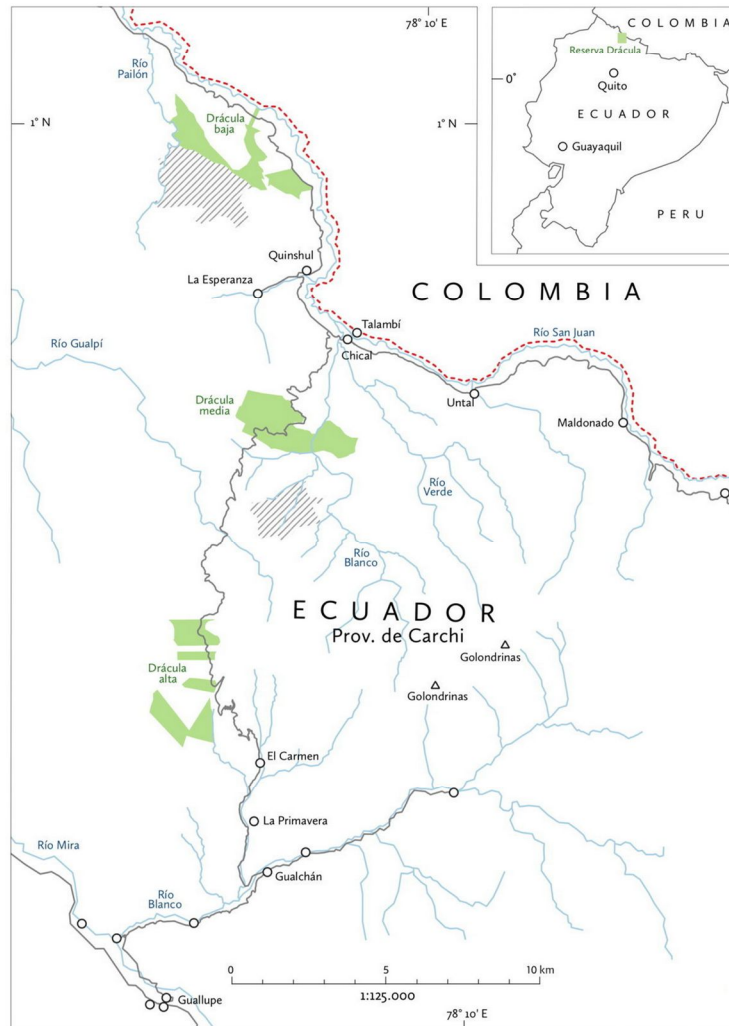 78° 10' E
COLOMBIA
Reserva Drácula
0°
Quito
ECUADOR
Guayaquil
PERU
Río
Pailón
1° N
1° N
Drácula
baja
Quinshul
La Esperanza
COLOMBIA
Talambí
Río San Juan
Río Gualpí
Chical
Untal
Drácula
media
Maldonado
Río
Verde
Río
Blanco
ECUADOR
Prov. de Carchi
Golondrinas
Drácula
alta
Golondrinas
El Carmen
La Primavera
Río Mira
Gualchán
Río
Blanco
0 5 10 km
Guallupe
1:125.000
78° 10' E